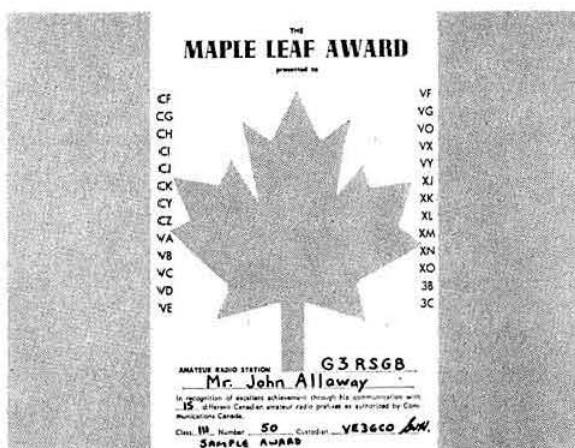 THE
MAPLE LEAF AWARD
presented to
CF
CG
CH
CI
CJ
CK
CY
CZ
VA
VB
VC
VD
VE
VF
VG
VO
VX
VY
XJ
XK
XL
XM
XN
XO
3B
3C
AMATEUR RADIO STATION G3RSGB
Mr. John Allaway
In recognition of excellent achievement through his communication with
15 different Canadian amateur radio prefixes as authorized by Com-
munications Canada.
Class III Number 50 Custodian VE3GCO
SAMPLE AWARD